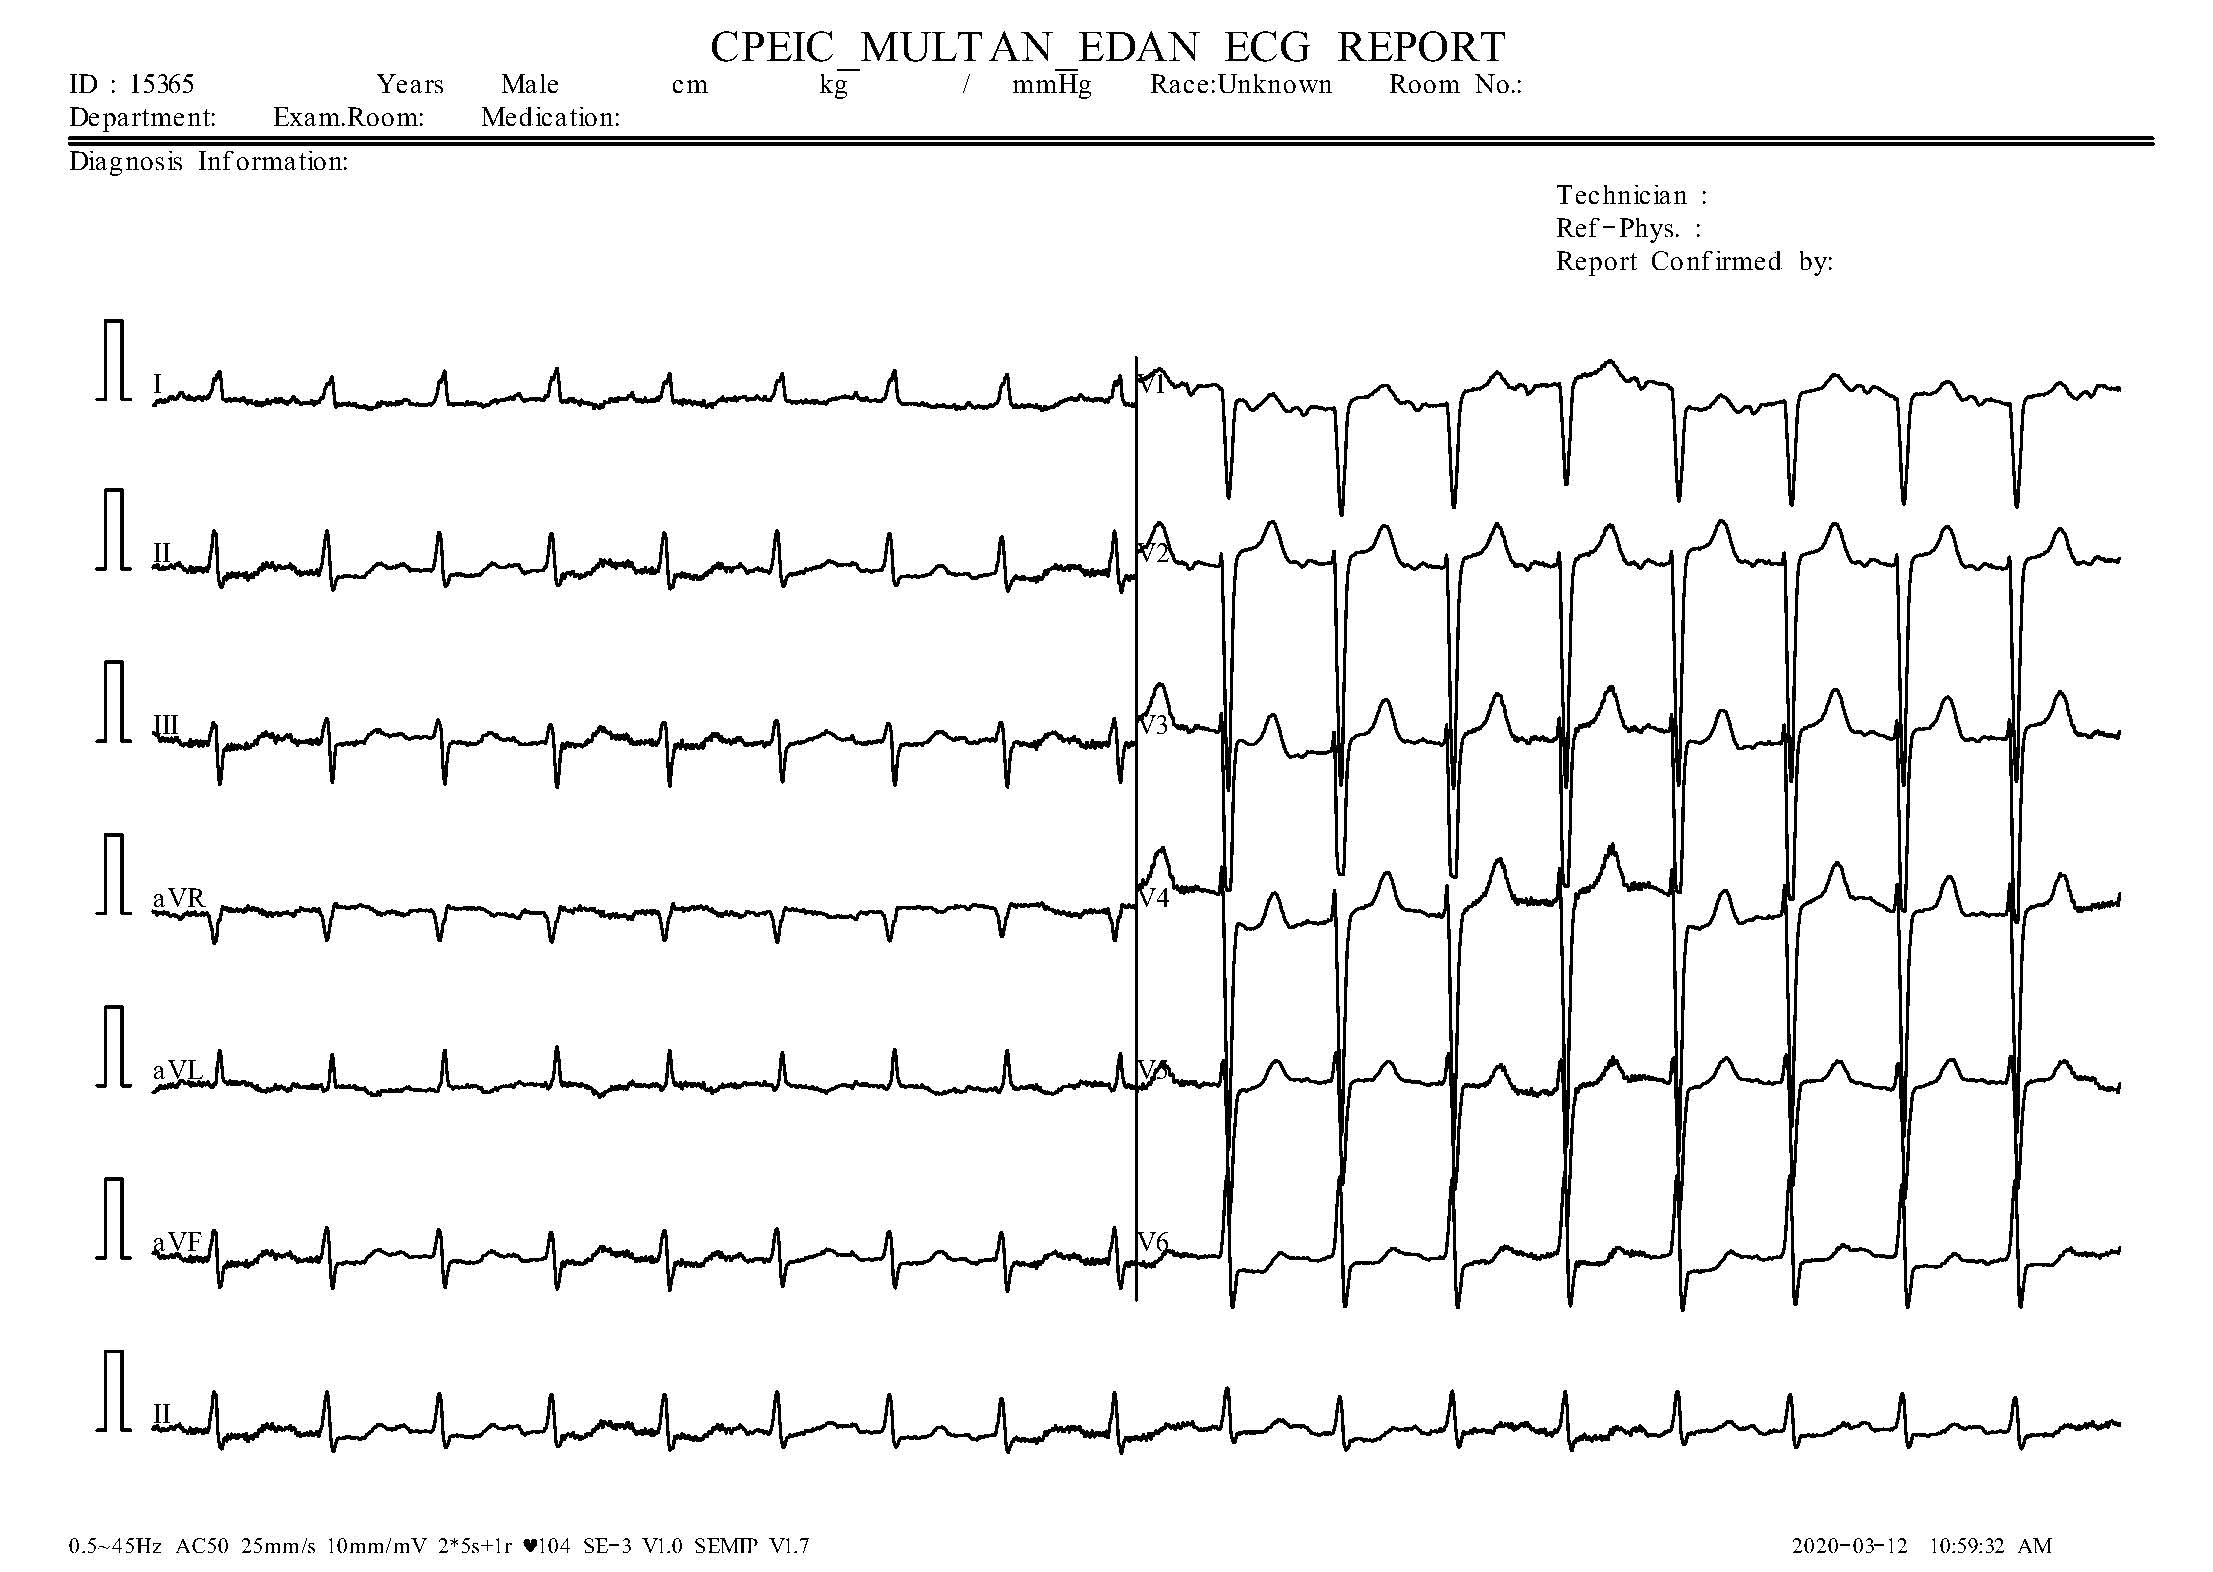 CPEIC_MULTAN_EDAN ECG REPORT
ID : 15365 Years Male cm kg / mmHg Race:Unknown Room No.:
Department: Exam.Room: Medication:
Diagnosis Information:
Technician :
Ref-Phys. :
Report Confirmed by:
I V1
II V2
III V3
aVR V4
aVL V5
aVF V6
II
0.5~45Hz AC50 25mm/s 10mm/mV 2*5s+1r ♥104 SE-3 V1.0 SEMIP V1.7 2020-03-12 10:59:32 AM